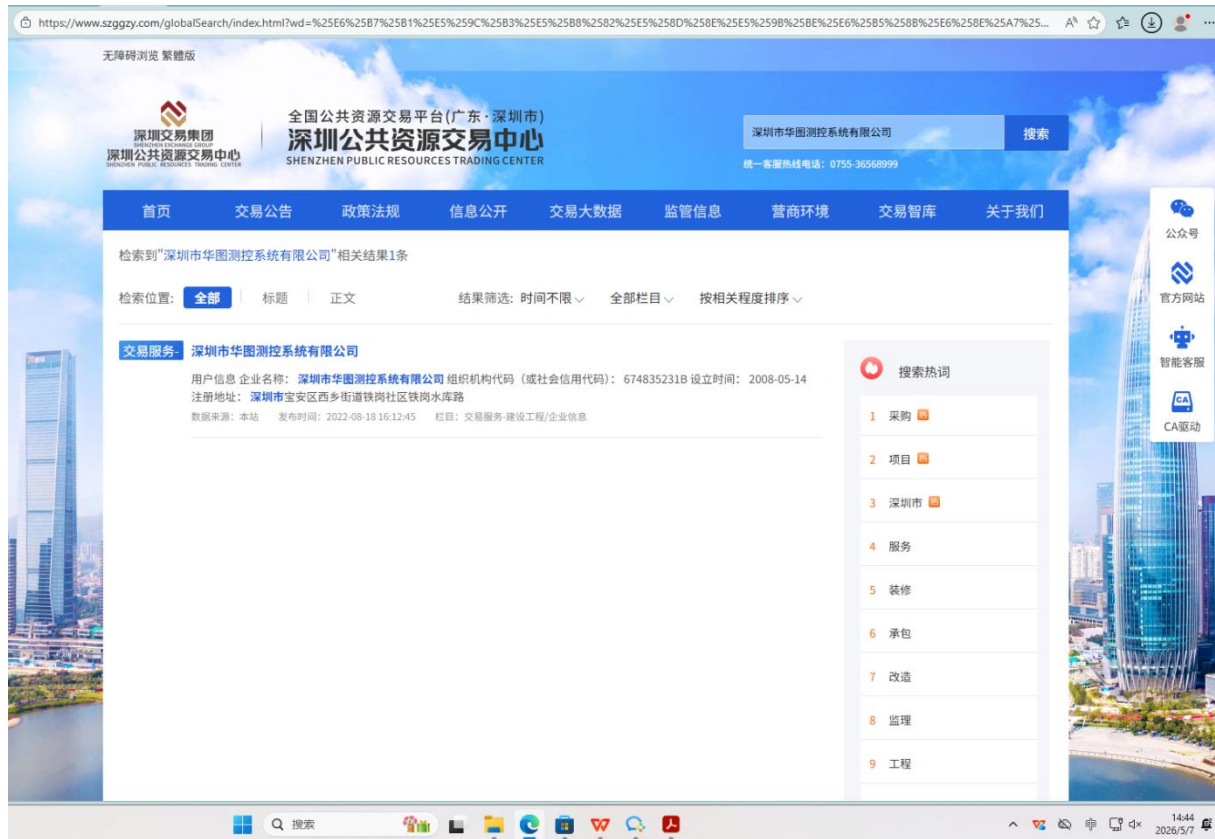 https://www.szggzy.com/globalSearch/index.html?wd=%25E6%25B7%25B1%25E5%259C%25B3%25E5%25B8%2582%25E5%258D%258E%25E5%259B%25BE%25E6%25B5%258B%25E6%258E%25A7%25...
无障碍浏览 繁體版
深圳交易集团
SHENZHEN EXCHANGE GROUP
深圳公共资源交易中心
SHENZHEN PUBLIC RESOURCES TRADING CENTER
全国公共资源交易平台(广东·深圳市)
深圳公共资源交易中心
SHENZHEN PUBLIC RESOURCES TRADING CENTER
深圳市华图测控系统有限公司 搜索
统一客服热线电话：0755-36568999
首页 交易公告 政策法规 信息公开 交易大数据 监管信息 营商环境 交易智库 关于我们
公众号
官方网站
智能客服
CA
CA驱动
检索到"深圳市华图测控系统有限公司"相关结果1条
检索位置: 全部 标题 正文 结果筛选: 时间不限 全部栏目 按相关程度排序
交易服务- 深圳市华图测控系统有限公司
用户信息 企业名称： 深圳市华图测控系统有限公司 组织机构代码（或社会信用代码）： 674835231B 设立时间： 2008-05-14
注册地址： 深圳市宝安区西乡街道铁岗社区铁岗水库路
数据来源：本站 发布时间：2022-08-18 16:12:45 栏目：交易服务-建设工程/企业信息
搜索热词
1 采购 热
2 项目 热
3 深圳市 热
4 服务
5 装修
6 承包
7 改造
8 监理
9 工程
搜索
中
14:44
2026/5/7